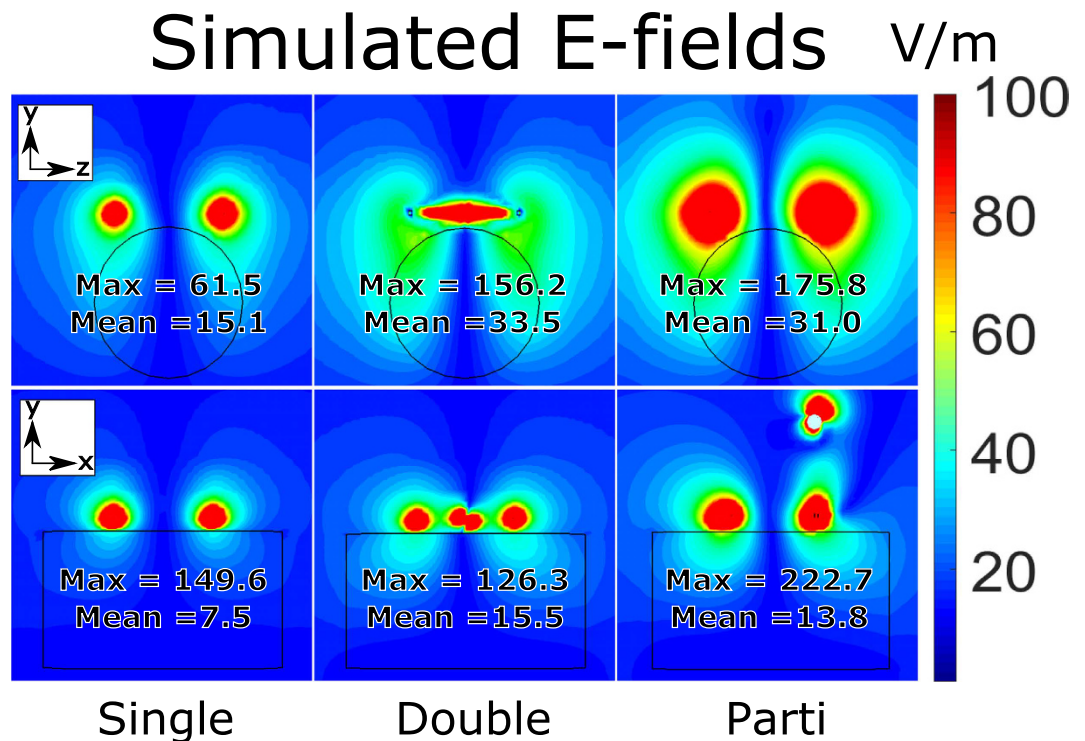 Simulated E-fields V/m
100
80
60
40
20
y
z
Max = 61.5
Mean =15.1
Max = 156.2
Mean =33.5
Max = 175.8
Mean =31.0
y
x
Max = 149.6
Mean =7.5
Max = 126.3
Mean =15.5
Max = 222.7
Mean =13.8
Single Double Parti